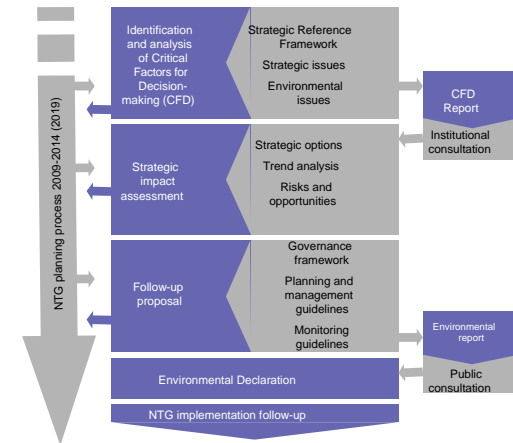 NTG planning process 2009-2014 (2019)
Identification
and analysis
of Critical
Factors for
Decision-
making (CFD)
Strategic Reference
Framework
Strategic issues
Environmental
issues
CFD
Report
Institutional
consultation
Strategic
impact
assessment
Strategic options
Trend analysis
Risks and
opportunities
Follow-up
proposal
Governance
framework
Planning and
management
guidelines
Monitoring
guidelines
Environmental
report
Public
consultation
Environmental Declaration
NTG implementation follow-up